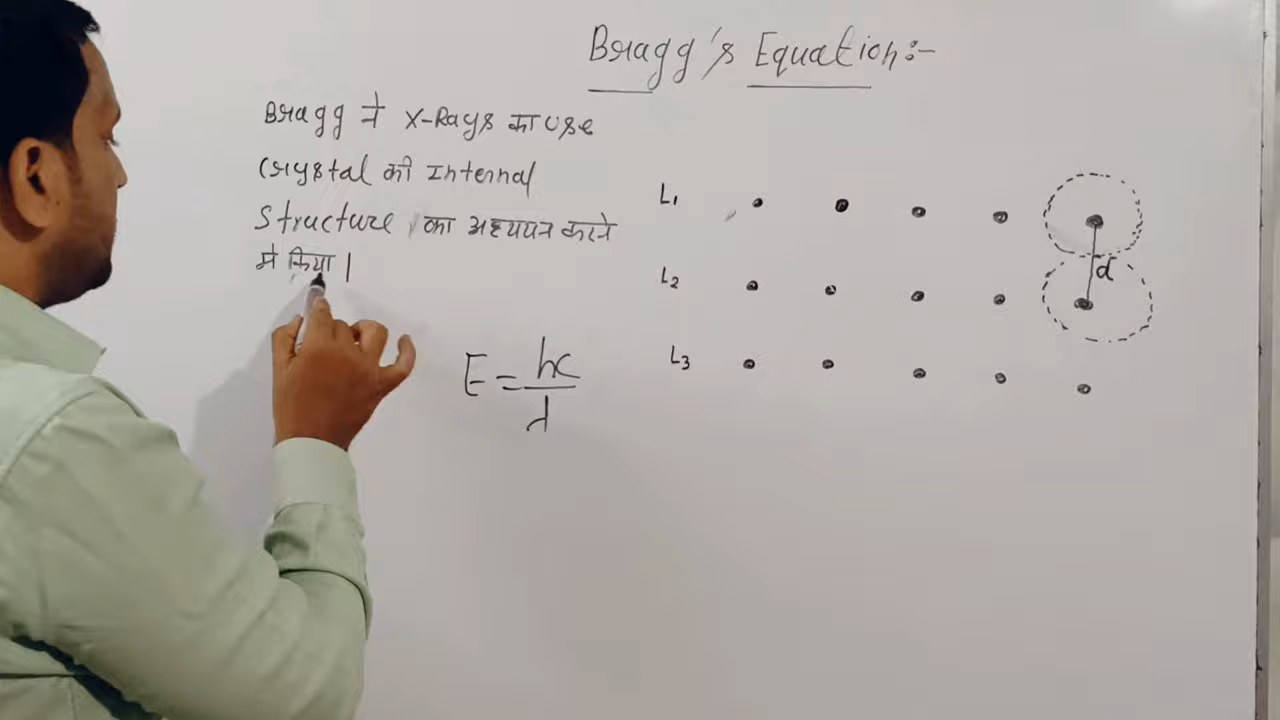 Bragg's Equation:-
Bragg ने X-Rays का use
Crystal की Internal
Structure का अध्ययन करने
मे किया |
E = hc
λ
L1
L2
L3
d